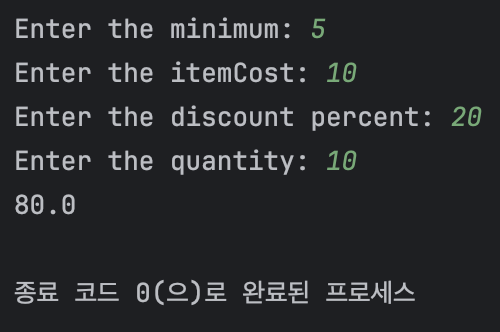 Enter the minimum: 5
Enter the itemCost: 10
Enter the discount percent: 20
Enter the quantity: 10
80.0
종료 코드 0(으)로 완료된 프로세스